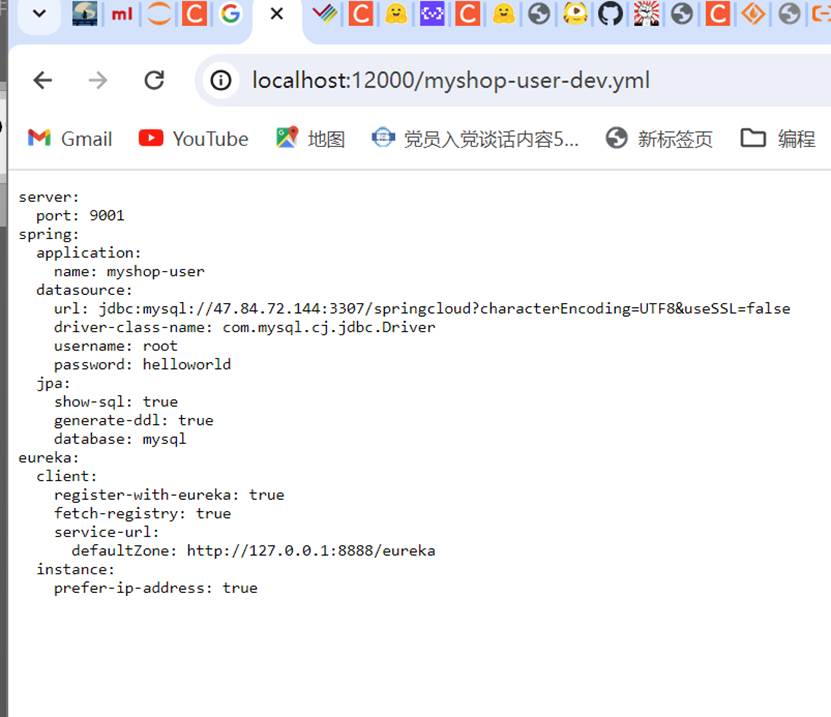 ml
localhost:12000/myshop-user-dev.yml
Gmail YouTube 地图 党员入党谈话内容5... 新标签页 编程
server:
  port: 9001
spring:
  application:
    name: myshop-user
  datasource:
    url: jdbc:mysql://47.84.72.144:3307/springcloud?characterEncoding=UTF8&useSSL=false
    driver-class-name: com.mysql.cj.jdbc.Driver
    username: root
    password: helloworld
  jpa:
    show-sql: true
    generate-ddl: true
    database: mysql
eureka:
  client:
    register-with-eureka: true
    fetch-registry: true
    service-url:
      defaultZone: http://127.0.0.1:8888/eureka
  instance:
    prefer-ip-address: true